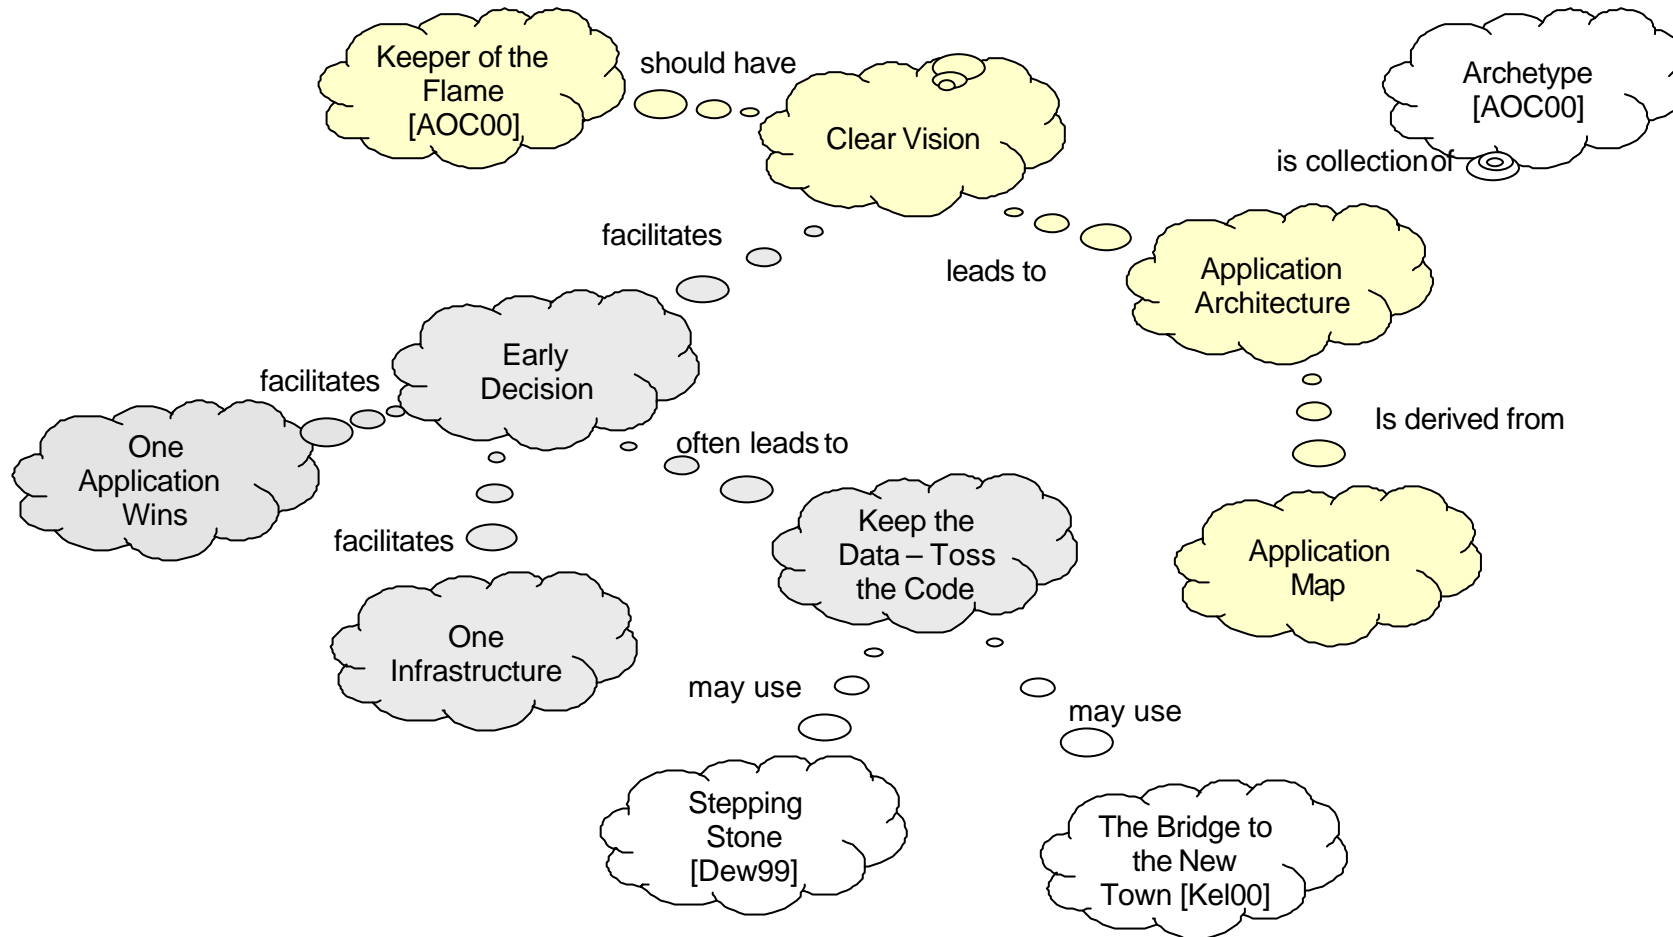 Keeper of the
Flame
[AOC00]
should have
Clear Vision
Archetype
[AOC00]
is collection of
facilitates
leads to
Application
Architecture
Early
Decision
facilitates
One
Application
Wins
often leads to
Is derived from
facilitates
Keep the
Data – Toss
the Code
Application
Map
One
Infrastructure
may use
may use
Stepping
Stone
[Dew99]
The Bridge to
the New
Town [Kel00]